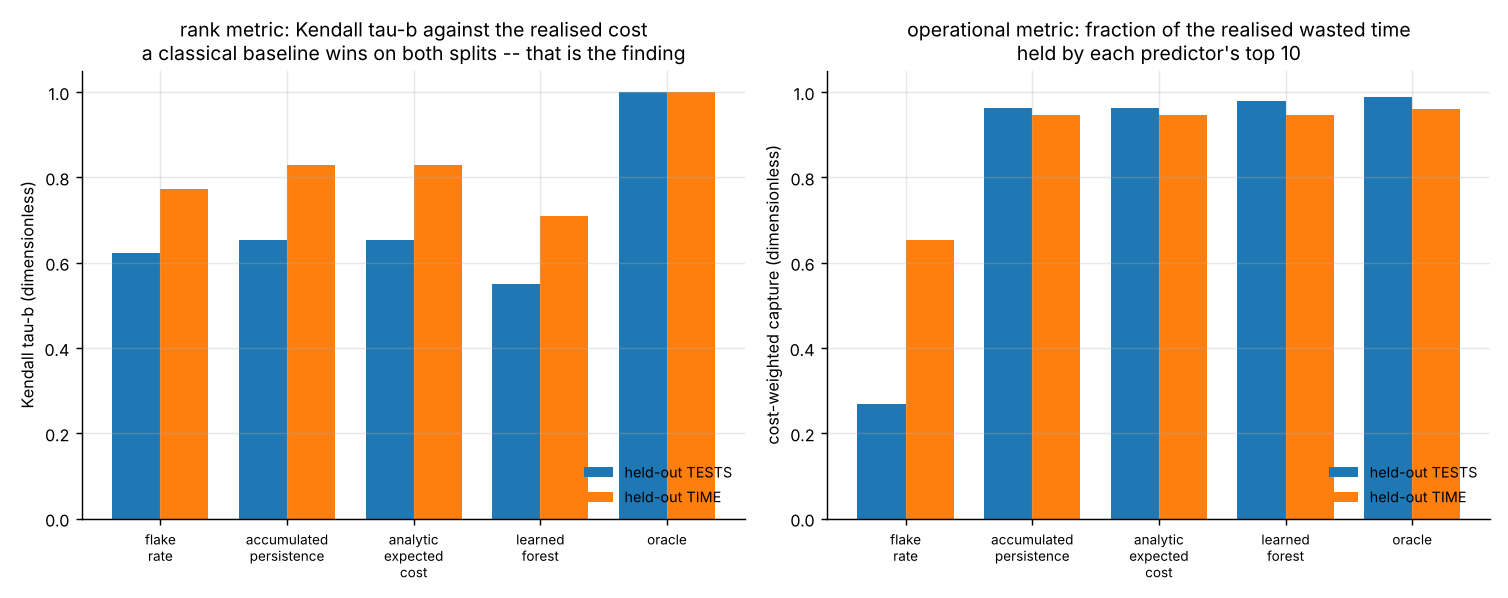 rank metric: Kendall tau-b against the realised cost
a classical baseline wins on both splits -- that is the finding
Kendall tau-b (dimensionless)
1.0
0.8
0.6
0.4
0.2
0.0
held-out TESTS
held-out TIME
flake
rate
accumulated
persistence
analytic
expected
cost
learned
forest
oracle
operational metric: fraction of the realised wasted time
held by each predictor's top 10
cost-weighted capture (dimensionless)
1.0
0.8
0.6
0.4
0.2
0.0
held-out TESTS
held-out TIME
flake
rate
accumulated
persistence
analytic
expected
cost
learned
forest
oracle